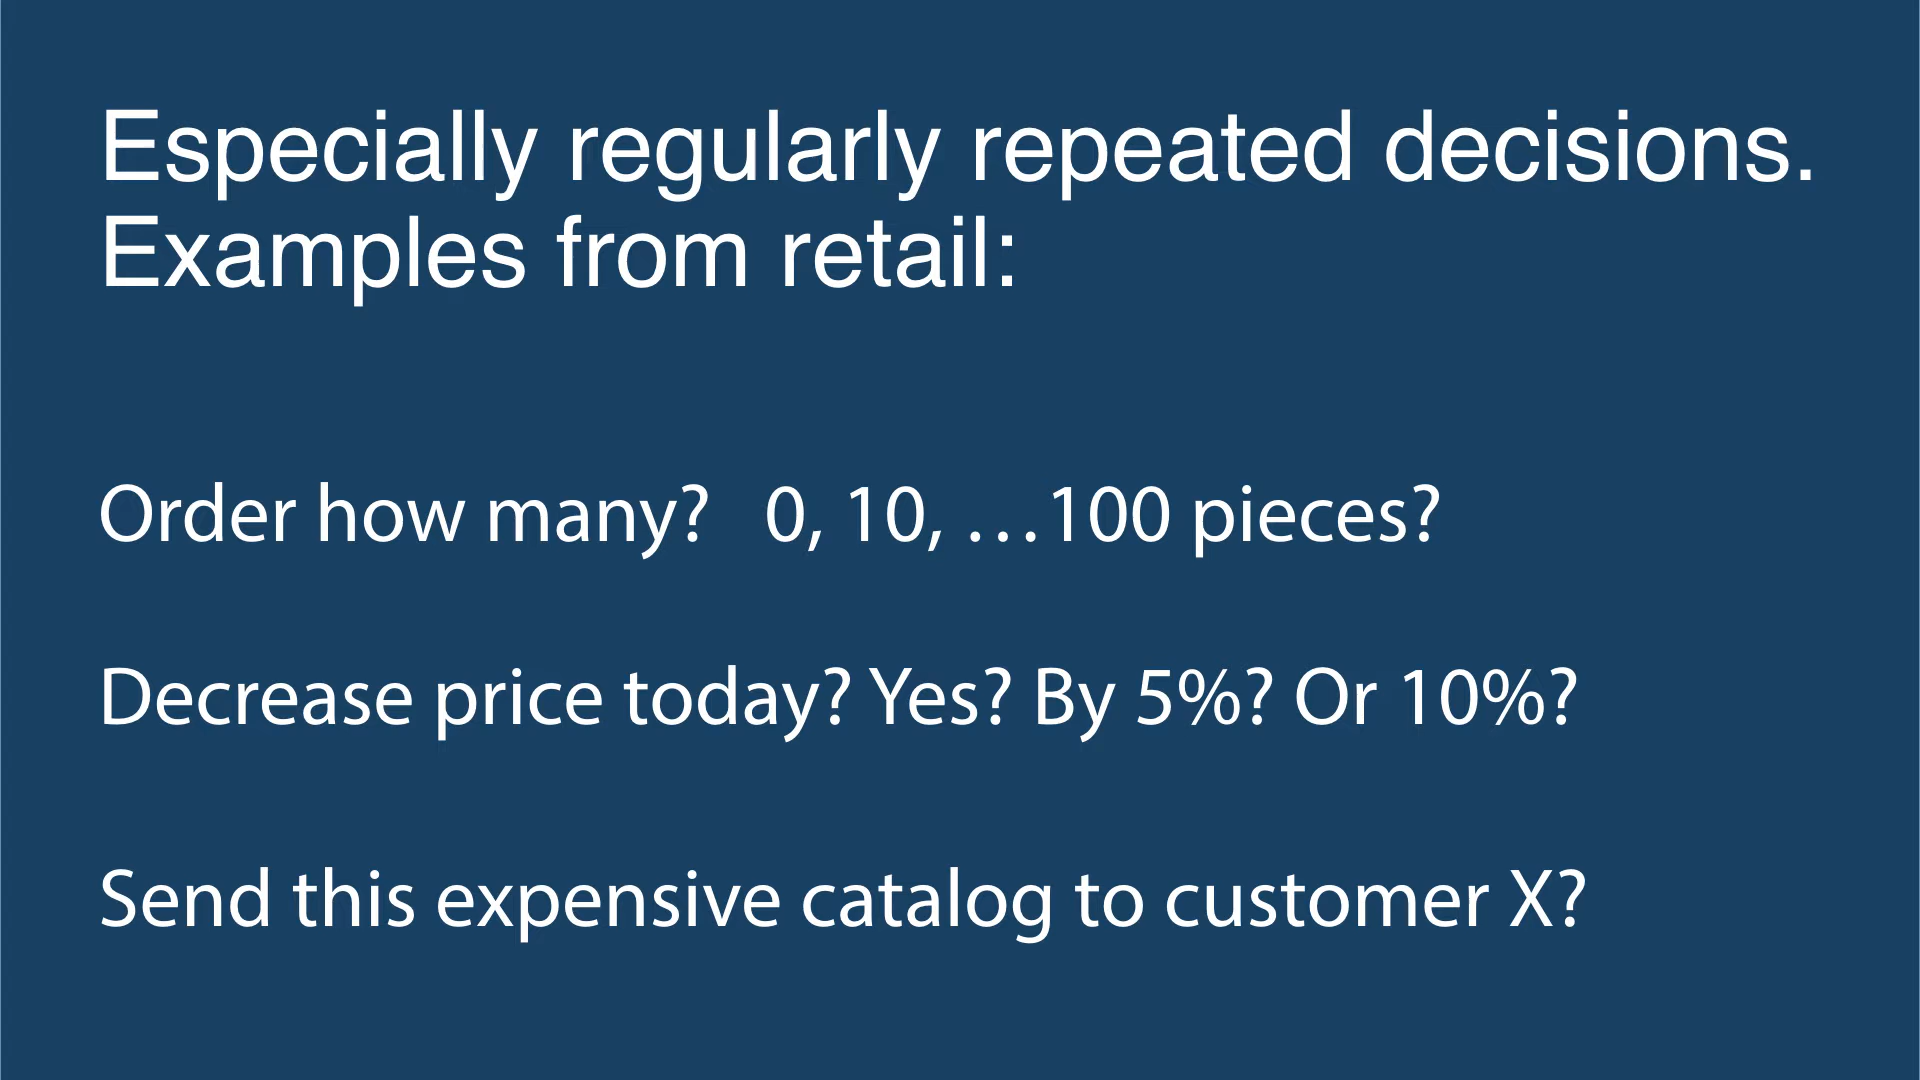 Especially regularly repeated decisions.
Examples from retail:
Order how many?   0, 10, …100 pieces?
Decrease price today? Yes? By 5%? Or 10%?
Send this expensive catalog to customer X?